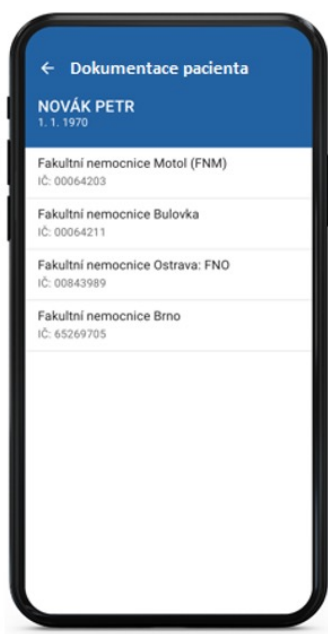 ← Dokumentace pacienta
NOVÁK PETR
1. 1. 1970
Fakultní nemocnice Motol (FNM)
IČ: 00064203
Fakultní nemocnice Bulovka
IČ: 00064211
Fakultní nemocnice Ostrava: FNO
IČ: 00843989
Fakultní nemocnice Brno
IČ: 65269705